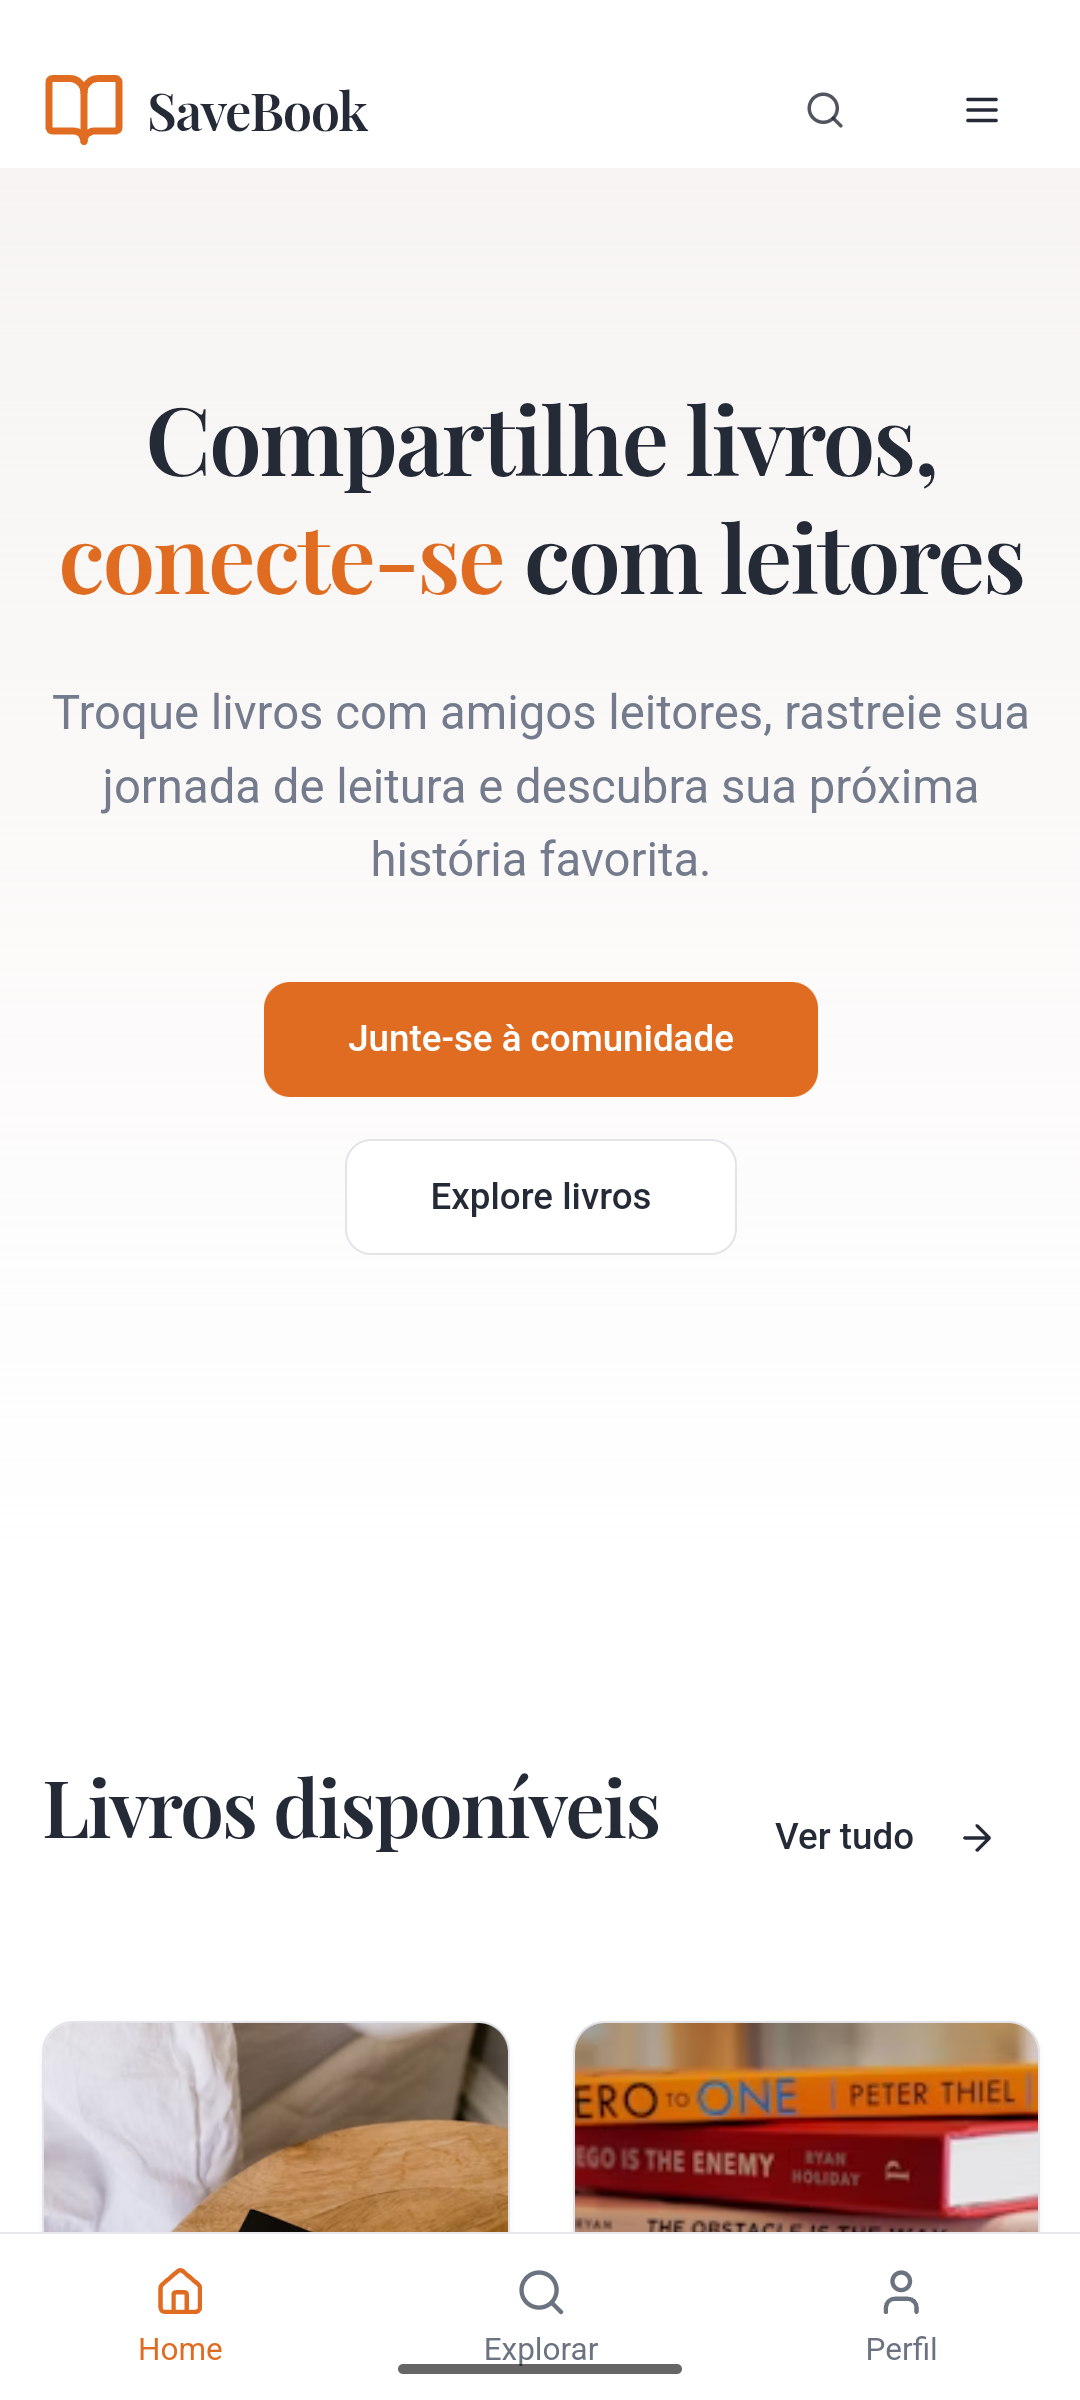 SaveBook
Compartilhe livros,
conecte-se com leitores
Troque livros com amigos leitores, rastreie sua
jornada de leitura e descubra sua próxima
história favorita.
Junte-se à comunidade
Explore livros
Livros disponíveis
Ver tudo
ERO TO ONE PETER THIEL
EGO IS THE ENEMY RYAN HOLIDAY
RYAN THE OBSTACLE IS THE WAY
Home
Explorar
Perfil